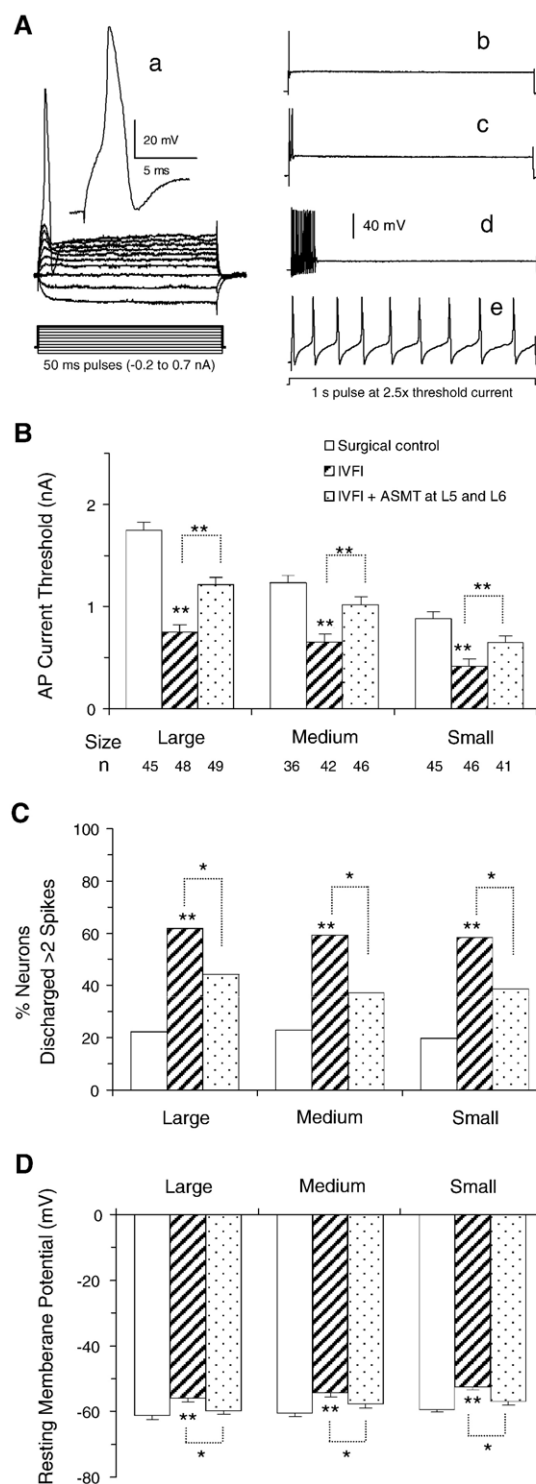 A
a
20 mV
5 ms
50 ms pulses (-0.2 to 0.7 nA)
b
c
40 mV
d
e
1 s pulse at 2.5x threshold current
B
Surgical control
IVFI
IVFI + ASMT at L5 and L6
AP Current Threshold (nA)
2
1
0
** ** ** ** ** **
Size Large Medium Small
n 45 48 49 36 42 46 45 46 41
C
% Neurons
Discharged >2 Spikes
100
80
60
40
20
0
* * *
** ** **
Large Medium Small
D
Large Medium Small
Resting Memberane Potential (mV)
0
-20
-40
-60
-80
** ** **
* * *